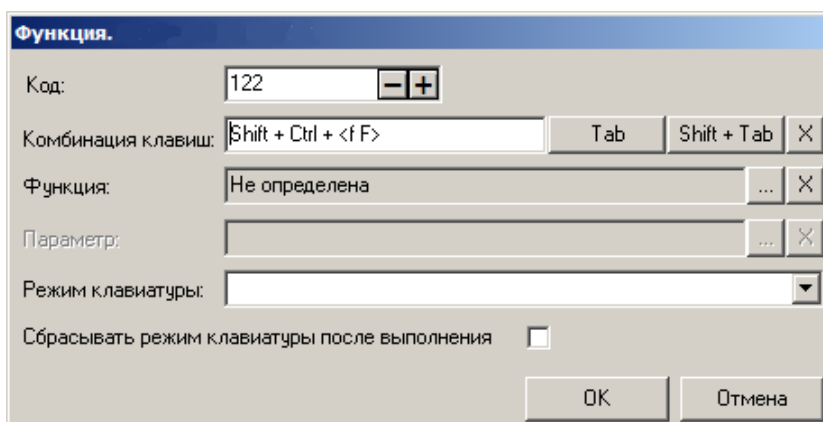 Функция.
Код: 122 − +
Комбинация клавиш: Shift + Ctrl + <f F> Tab Shift + Tab X
Функция: Не определена ... X
Параметр: ... X
Режим клавиатуры:
Сбрасывать режим клавиатуры после выполнения
OK Отмена